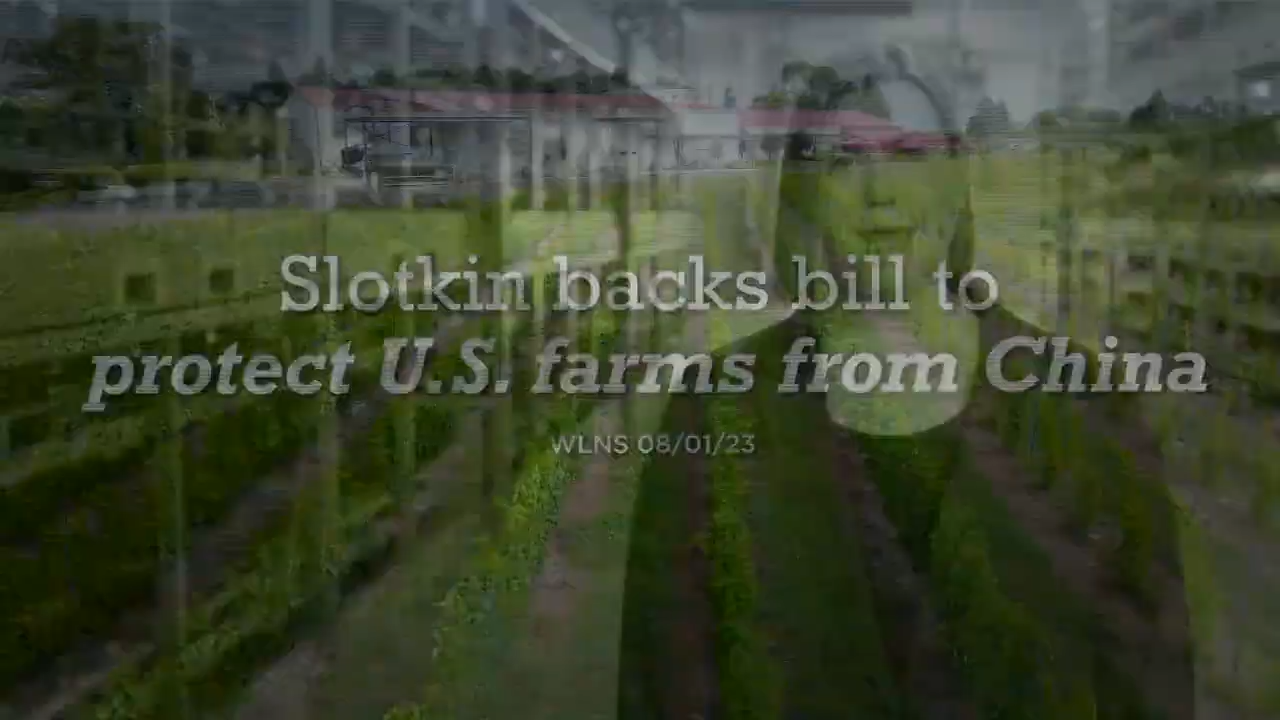 Slotkin backs bill to
protect U.S. farms from China
WLNS 08/01/23